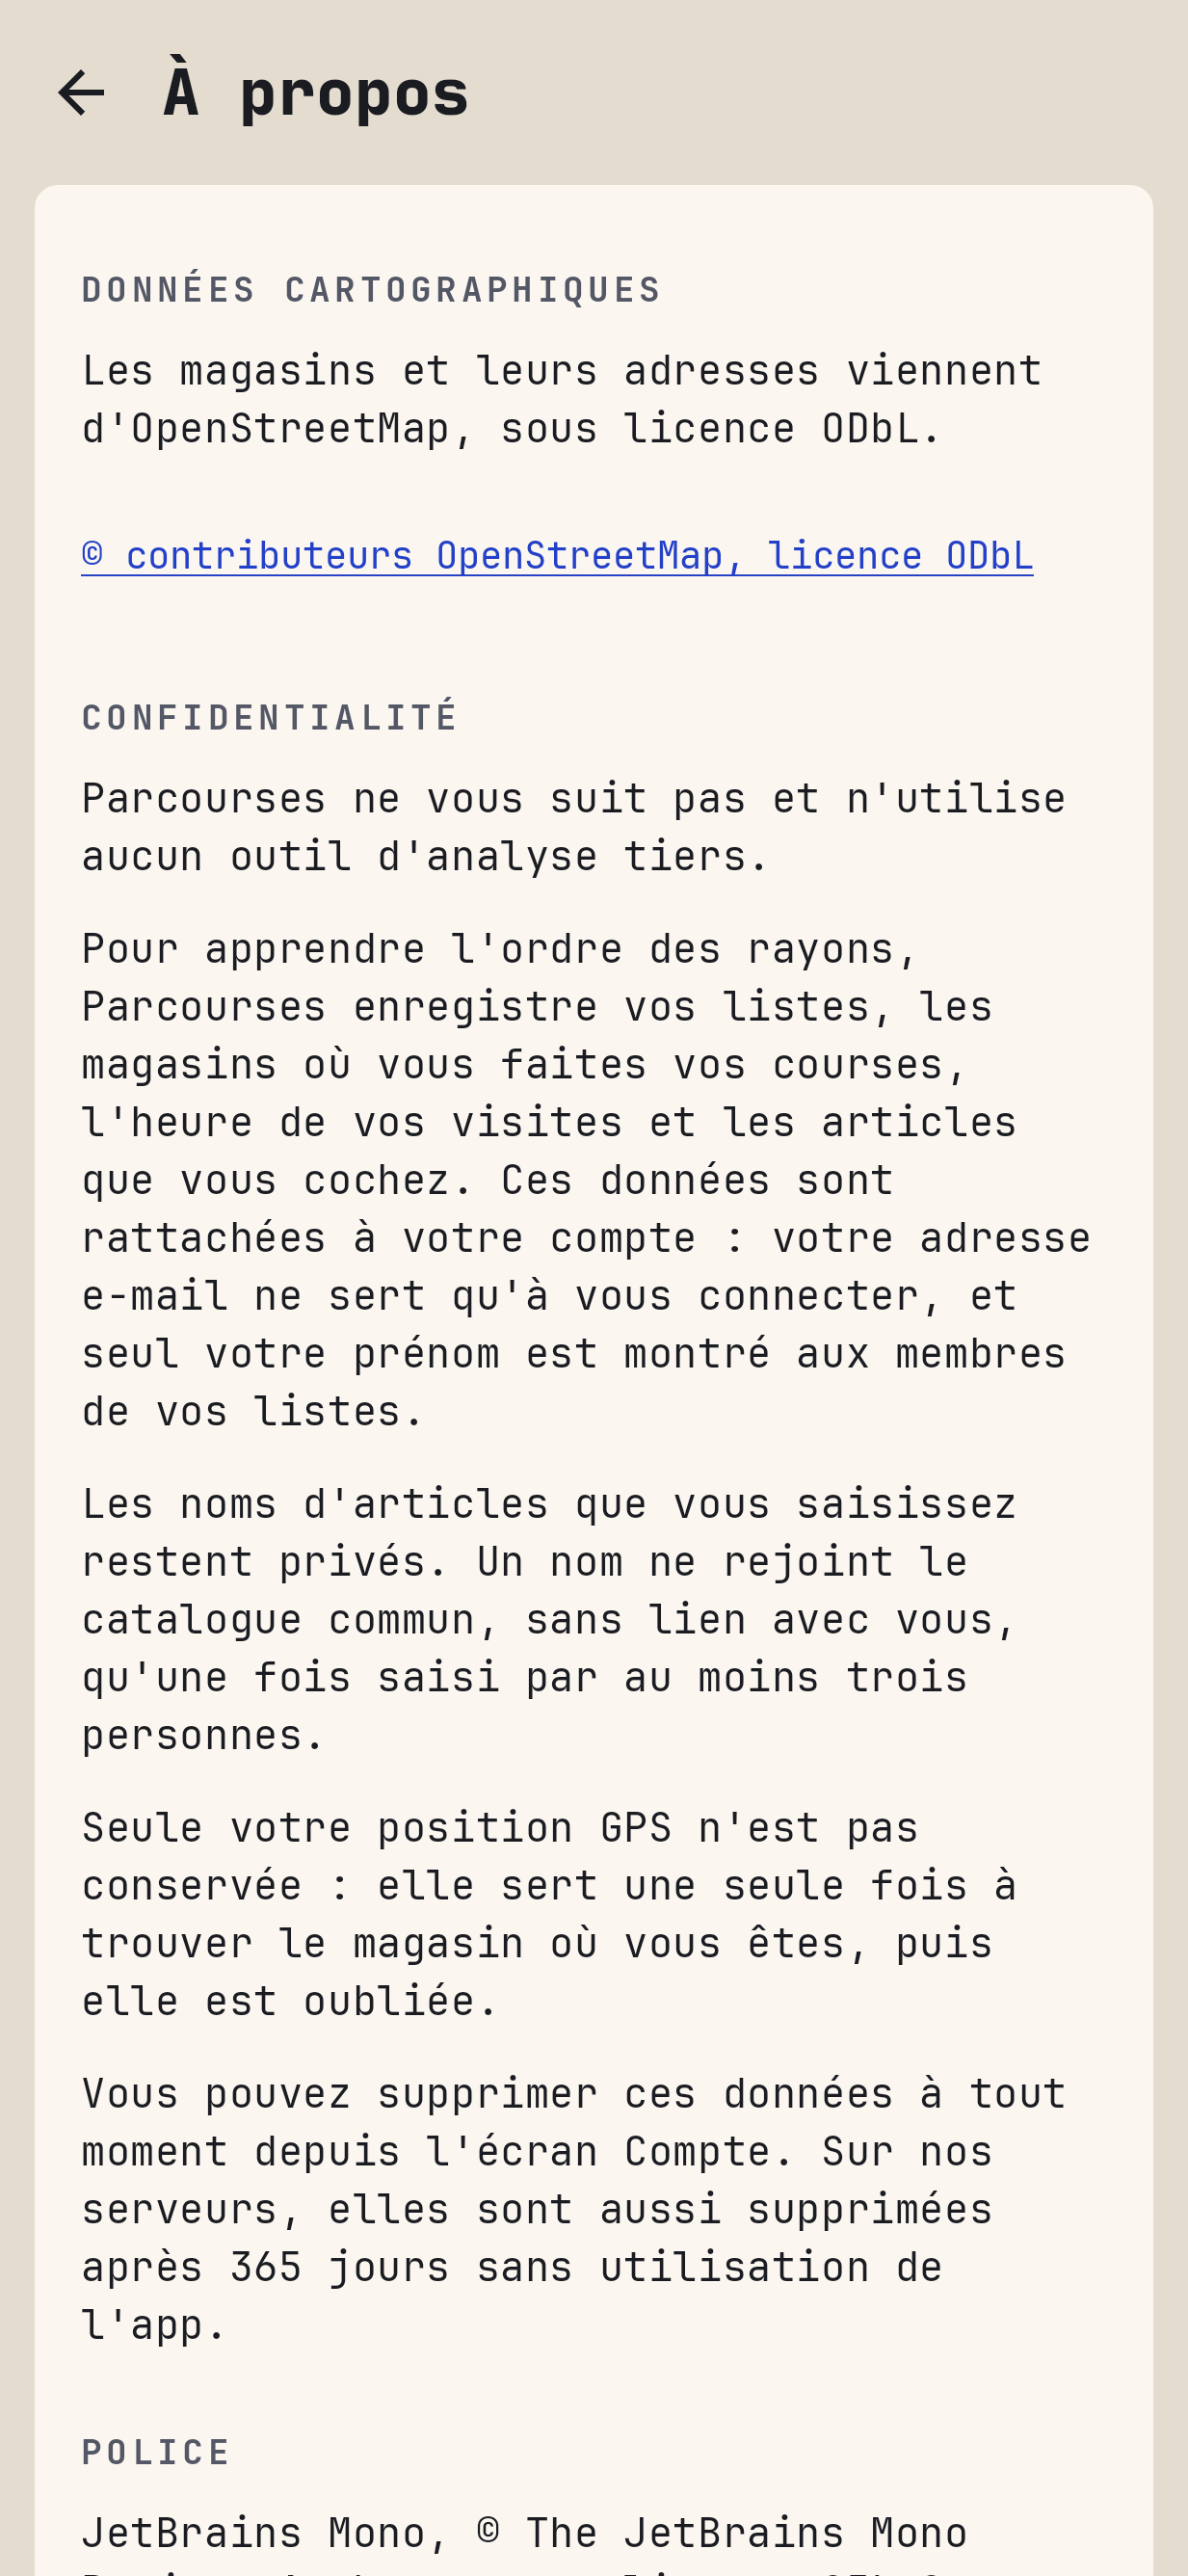 À propos
DONNÉES CARTOGRAPHIQUES
Les magasins et leurs adresses viennent
d'OpenStreetMap, sous licence ODbL.
© contributeurs OpenStreetMap, licence ODbL
CONFIDENTIALITÉ
Parcourses ne vous suit pas et n'utilise
aucun outil d'analyse tiers.
Pour apprendre l'ordre des rayons,
Parcourses enregistre vos listes, les
magasins où vous faites vos courses,
l'heure de vos visites et les articles
que vous cochez. Ces données sont
rattachées à votre compte : votre adresse
e-mail ne sert qu'à vous connecter, et
seul votre prénom est montré aux membres
de vos listes.
Les noms d'articles que vous saisissez
restent privés. Un nom ne rejoint le
catalogue commun, sans lien avec vous,
qu'une fois saisi par au moins trois
personnes.
Seule votre position GPS n'est pas
conservée : elle sert une seule fois à
trouver le magasin où vous êtes, puis
elle est oubliée.
Vous pouvez supprimer ces données à tout
moment depuis l'écran Compte. Sur nos
serveurs, elles sont aussi supprimées
après 365 jours sans utilisation de
l'app.
POLICE
JetBrains Mono, © The JetBrains Mono